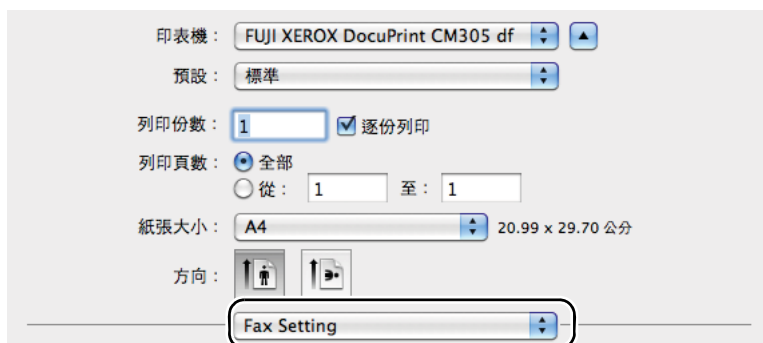 印表機： FUJI XEROX DocuPrint CM305 df
預設： 標準
列印份數： 1 逐份列印
列印頁數： 全部
從： 1 至： 1
紙張大小： A4 20.99 x 29.70 公分
方向：
Fax Setting